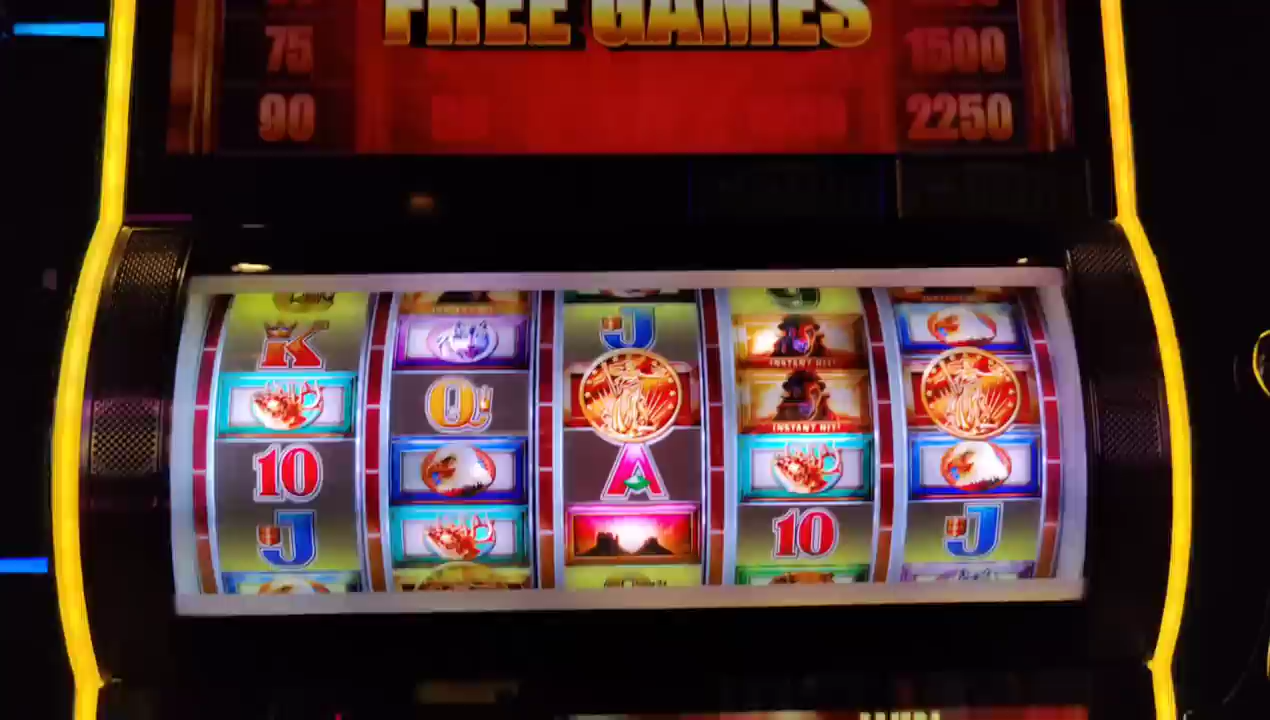 FREE GAMES
75 1500
90 2250
J
K INSTANT HIT!
Q
INSTANT HIT!
10 A
J 10 J